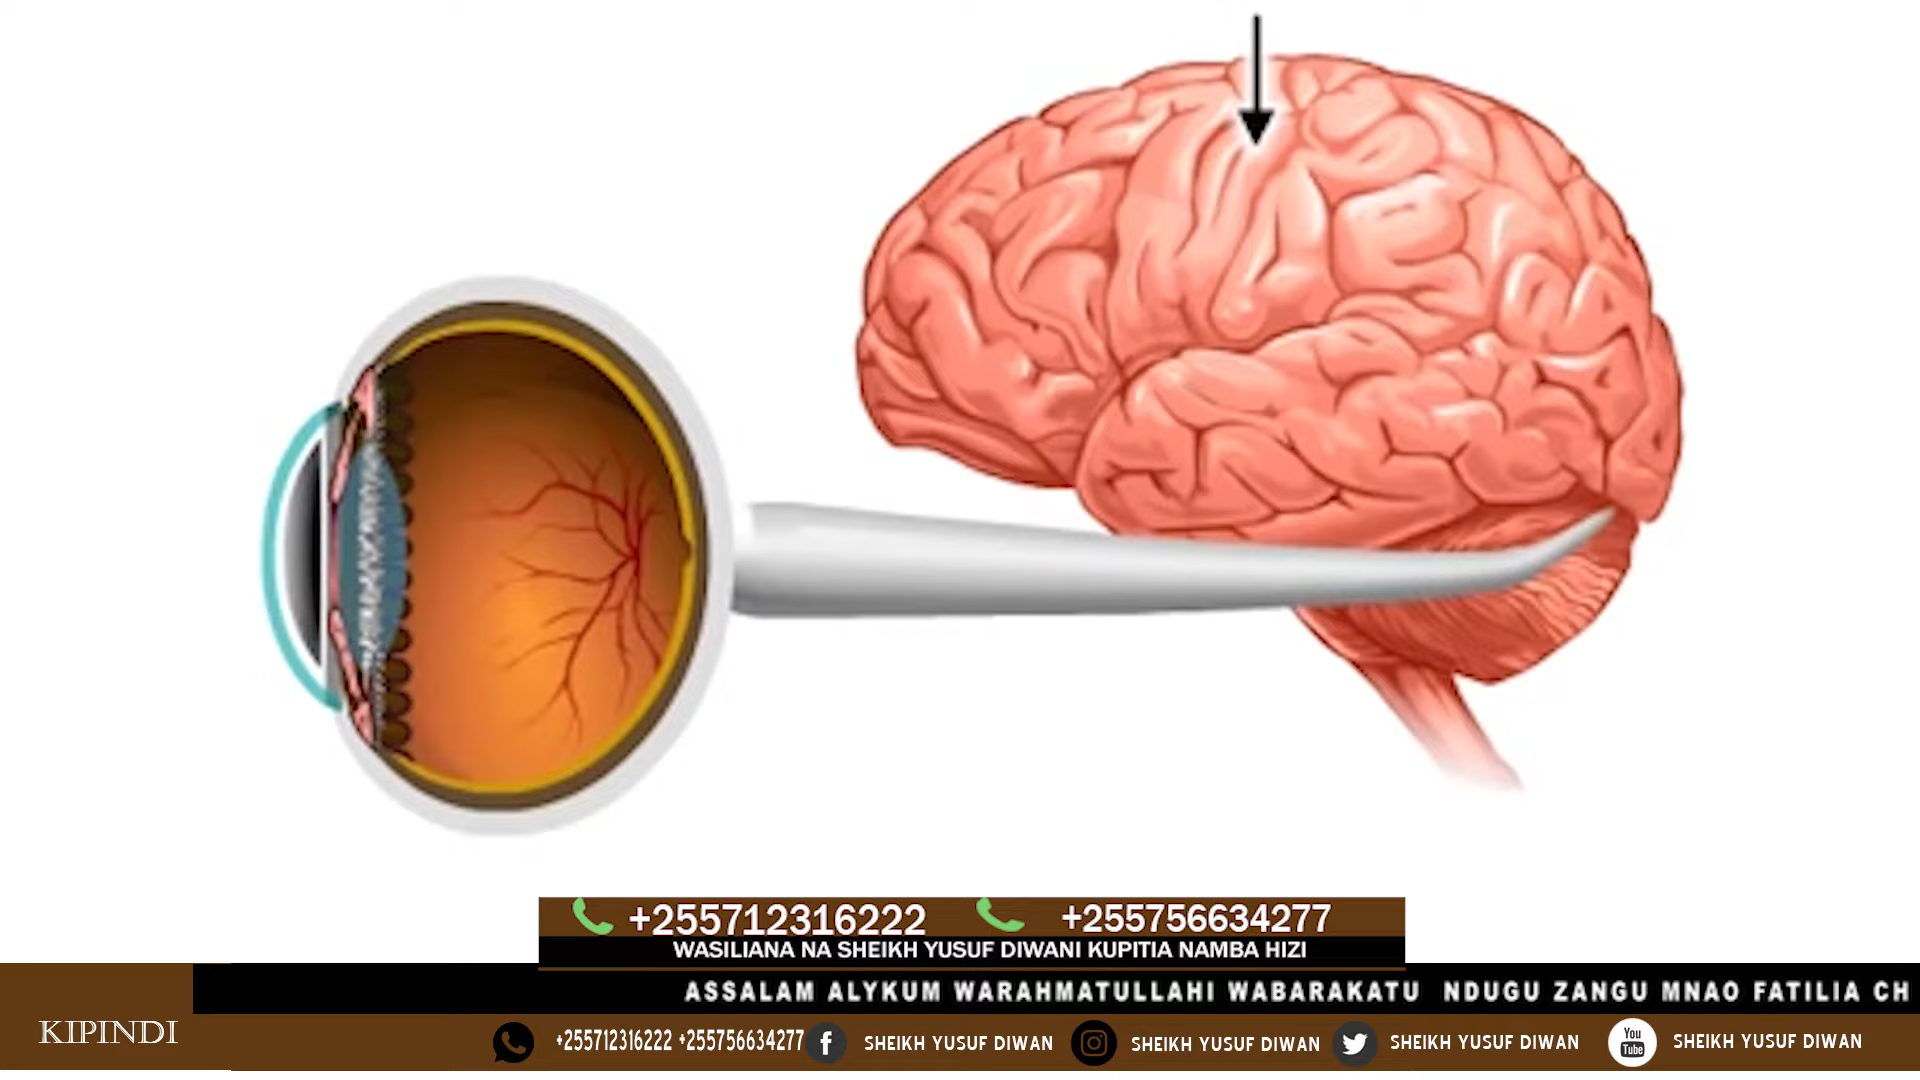 +255712316222 +255756634277
WASILIANA NA SHEIKH YUSUF DIWANI KUPITIA NAMBA HIZI
ASSALAM ALYKUM WARAHMATULLAHI WABARAKATU NDUGU ZANGU MNAO FATILIA CH
KIPINDI
+255712316222 +255756634277 SHEIKH YUSUF DIWAN SHEIKH YUSUF DIWAN SHEIKH YUSUF DIWAN You Tube SHEIKH YUSUF DIWAN